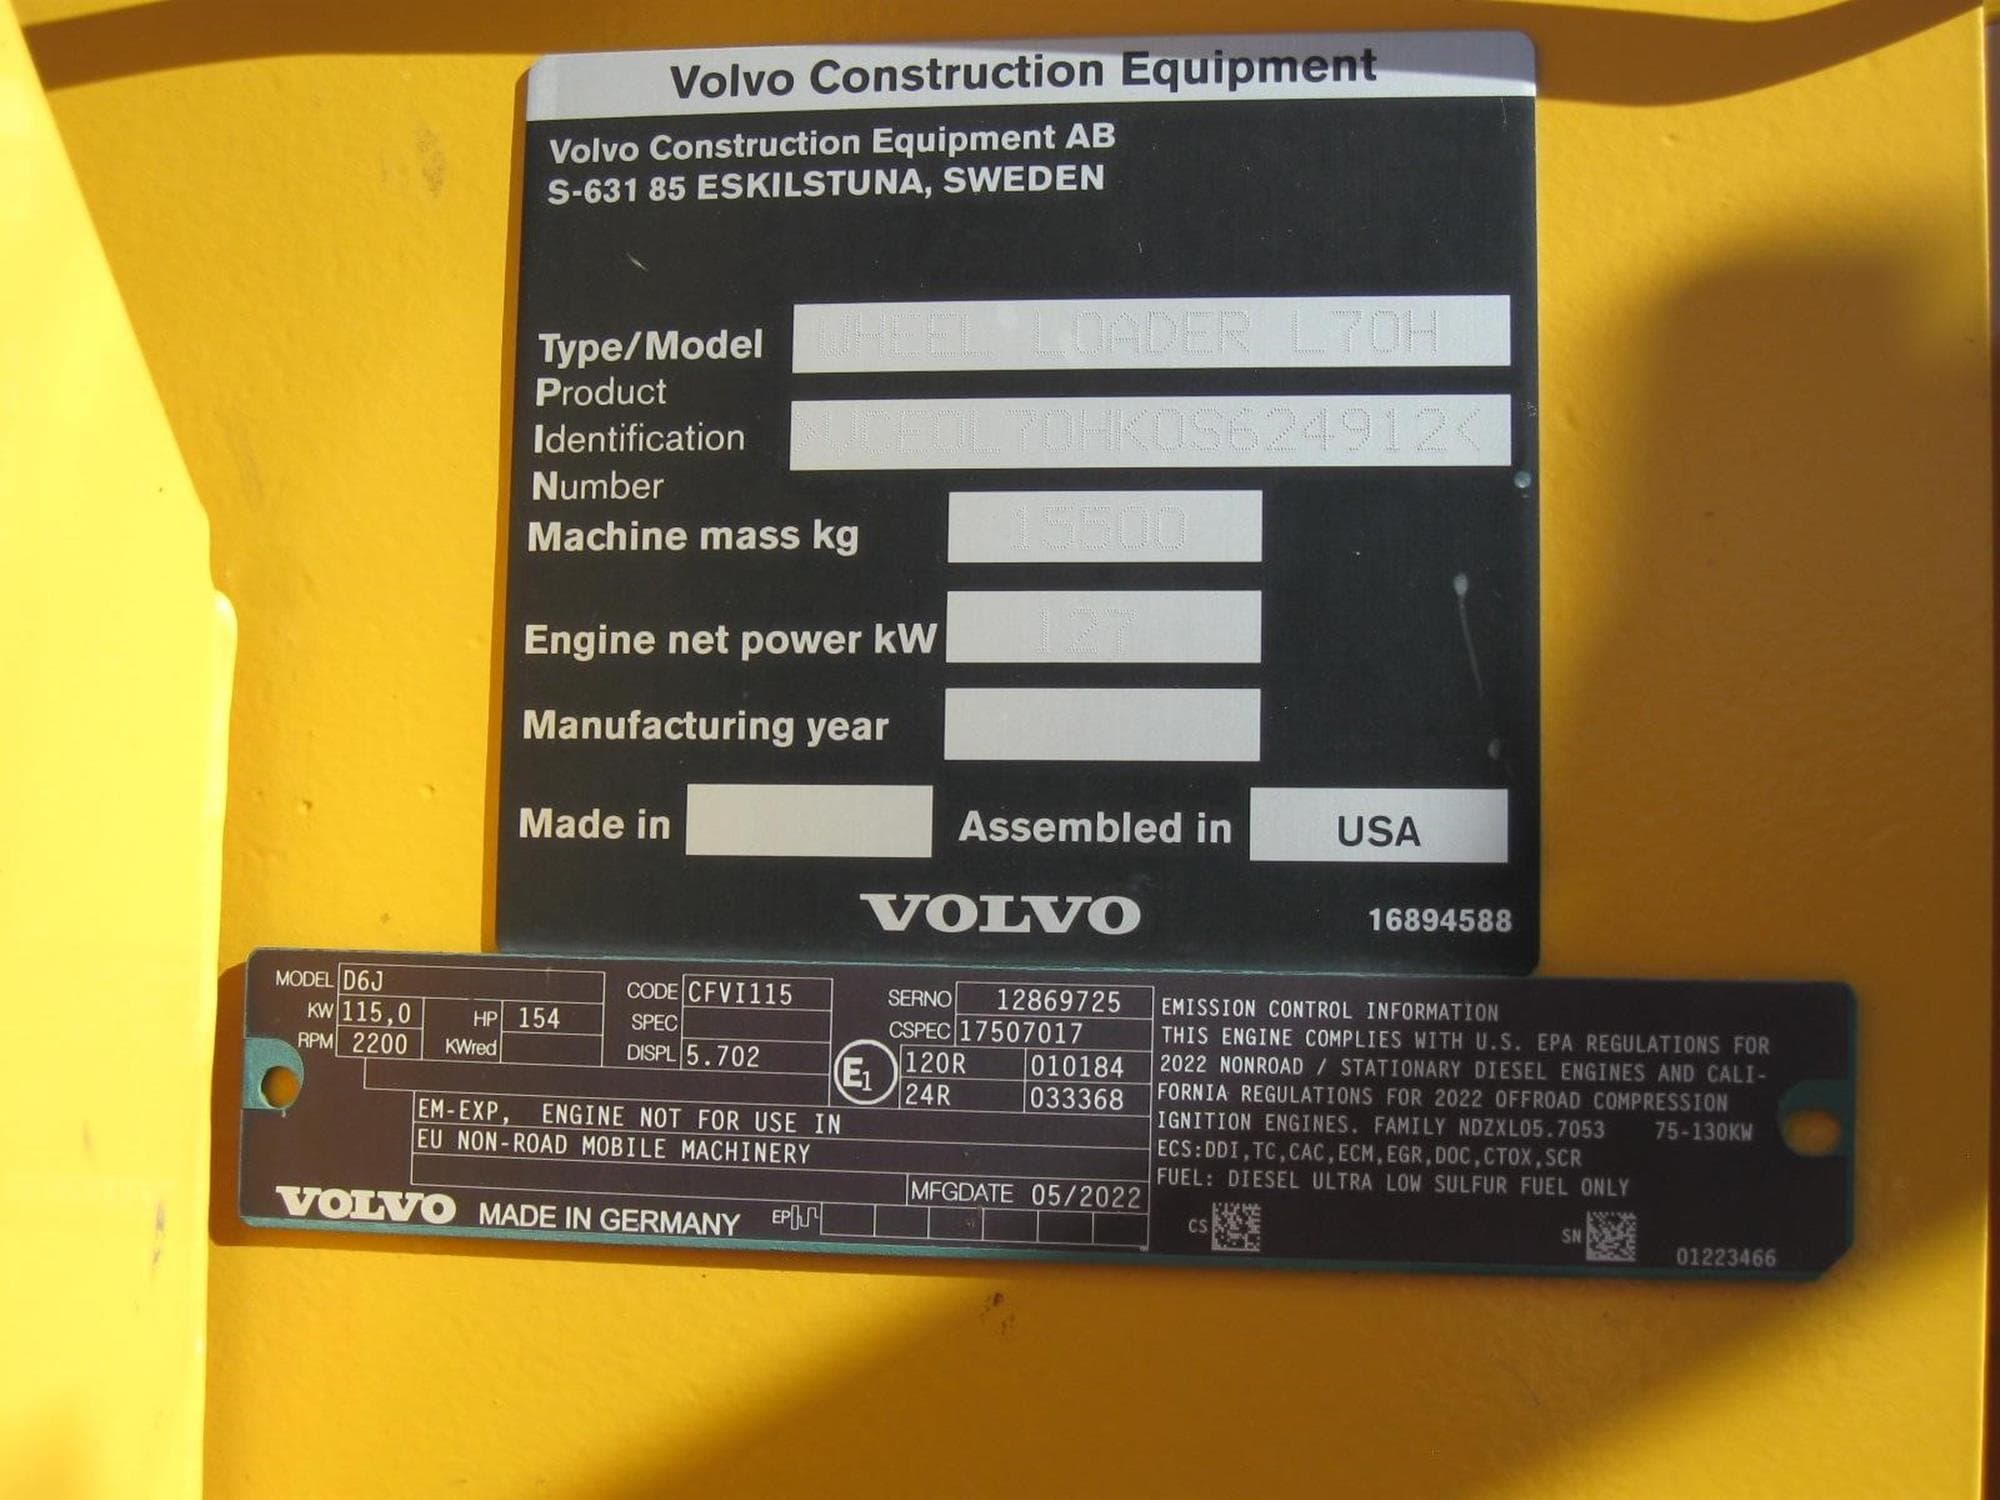 Volvo Construction Equipment
Volvo Construction Equipment AB
S-631 85 ESKILSTUNA, SWEDEN
Type/Model WHEEL LOADER L70H
Product
Identification >VCE0L70HK0S624912<
Number
Machine mass kg 15500
Engine net power kW 127
Manufacturing year
Made in Assembled in USA
VOLVO 16894588
MODEL D6J
KW 115,0 HP 154
RPM 2200 KWred
CODE CFVI115
SPEC
DISPL 5.702
SERNO 12869725
CSPEC 17507017
E1 120R 010184
24R 033368
EM-EXP, ENGINE NOT FOR USE IN
EU NON-ROAD MOBILE MACHINERY
MFGDATE 05/2022
VOLVO MADE IN GERMANY EP
EMISSION CONTROL INFORMATION
THIS ENGINE COMPLIES WITH U.S. EPA REGULATIONS FOR
2022 NONROAD / STATIONARY DIESEL ENGINES AND CALI-
FORNIA REGULATIONS FOR 2022 OFFROAD COMPRESSION
IGNITION ENGINES. FAMILY NDZXL05.7053 75-130KW
ECS:DDI,TC,CAC,ECM,EGR,DOC,CTOX,SCR
FUEL: DIESEL ULTRA LOW SULFUR FUEL ONLY
CS SN 01223466